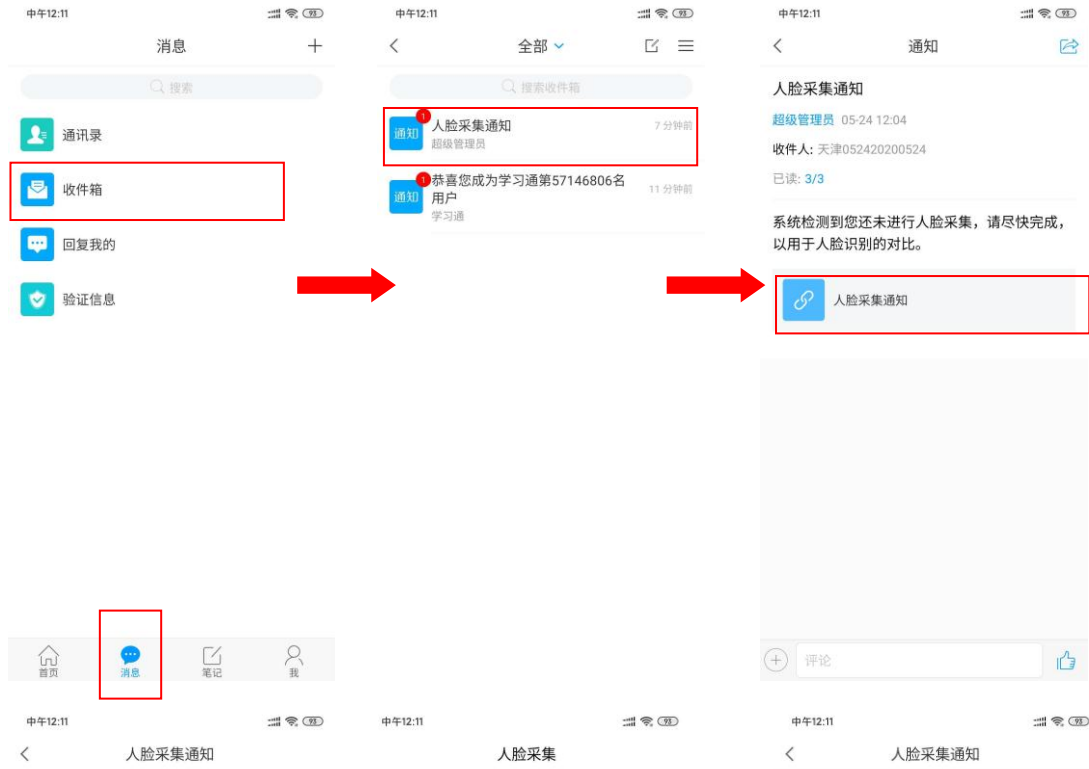 中午12:11
93
消息
搜索
通讯录
收件箱
回复我的
验证信息
首页
消息
笔记
我
中午12:11
93
全部
搜索收件箱
通知
1
人脸采集通知
7 分钟前
超级管理员
通知
1
恭喜您成为学习通第57146806名
用户
11 分钟前
学习通
中午12:11
93
通知
人脸采集通知
超级管理员 05-24 12:04
收件人: 天津052420200524
已读: 3/3
系统检测到您还未进行人脸采集，请尽快完成，
以用于人脸识别的对比。
人脸采集通知
评论
中午12:11
93
人脸采集通知
中午12:11
93
人脸采集
中午12:11
93
人脸采集通知